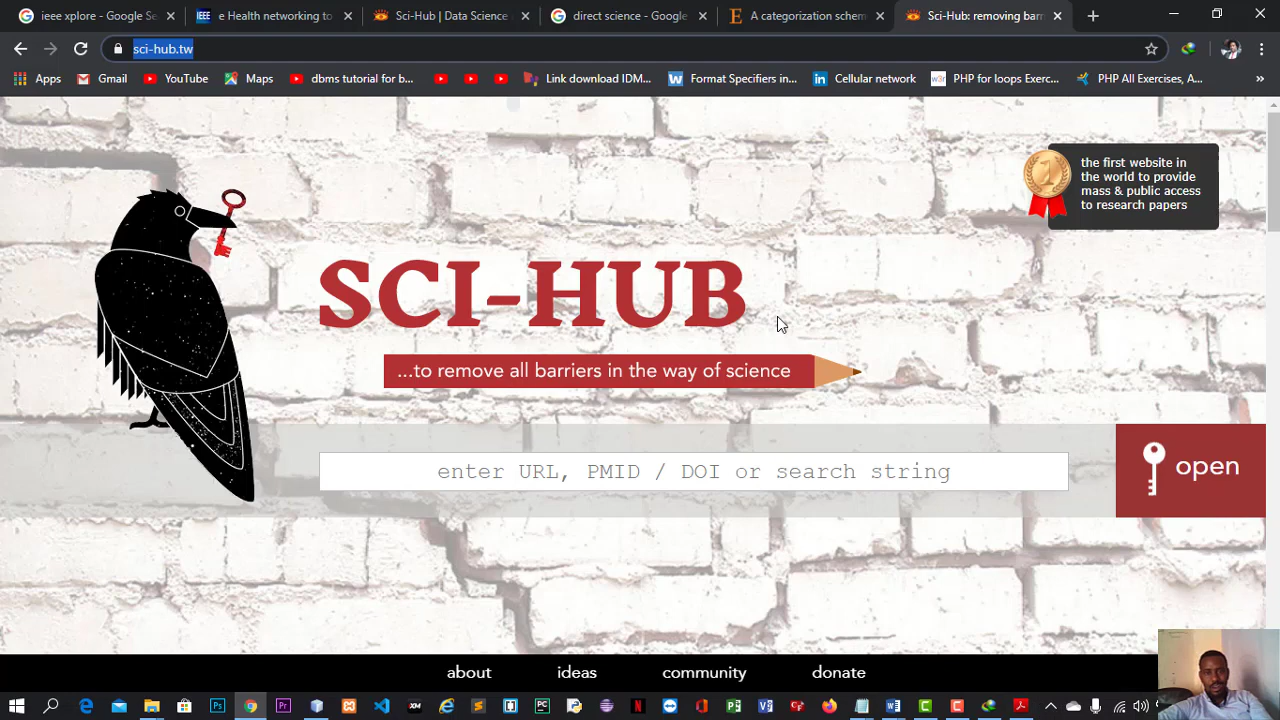 ieee xplore - Google Se
IEEE
e Health networking to
Sci-Hub | Data Science
direct science - Google
E
A categorization schem
Sci-Hub: removing barr
sci-hub.tw
Apps
Gmail
YouTube
Maps
dbms tutorial for b...
Link download IDM...
Format Specifiers in...
Cellular network
PHP for loops Exerc...
PHP All Exercises, A...
»
the first website in
the world to provide
mass & public access
to research papers
1
SCI-HUB
...to remove all barriers in the way of science
enter URL, PMID / DOI or search string
open
about
ideas
community
donate